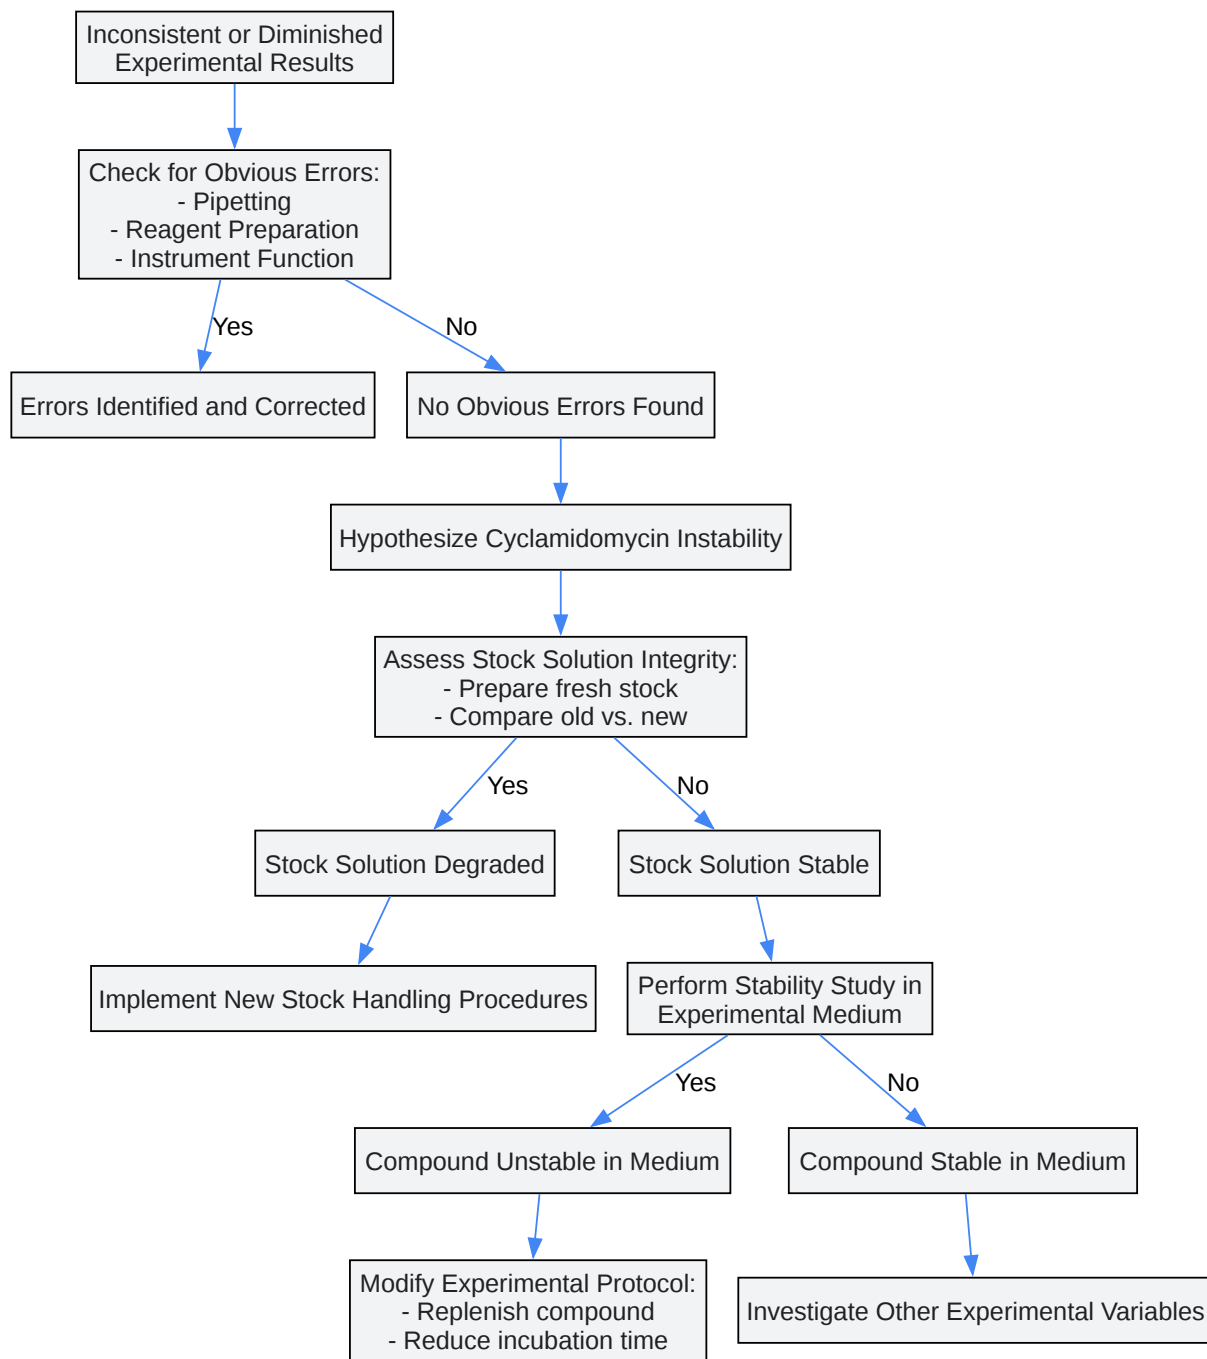 Inconsistent or Diminished
Experimental Results
Check for Obvious Errors:
- Pipetting
- Reagent Preparation
- Instrument Function
Yes
No
Errors Identified and Corrected
No Obvious Errors Found
Hypothesize Cyclamidomycin Instability
Assess Stock Solution Integrity:
- Prepare fresh stock
- Compare old vs. new
Yes
No
Stock Solution Degraded
Stock Solution Stable
Implement New Stock Handling Procedures
Perform Stability Study in
Experimental Medium
Yes
No
Compound Unstable in Medium
Compound Stable in Medium
Modify Experimental Protocol:
- Replenish compound
- Reduce incubation time
Investigate Other Experimental Variables